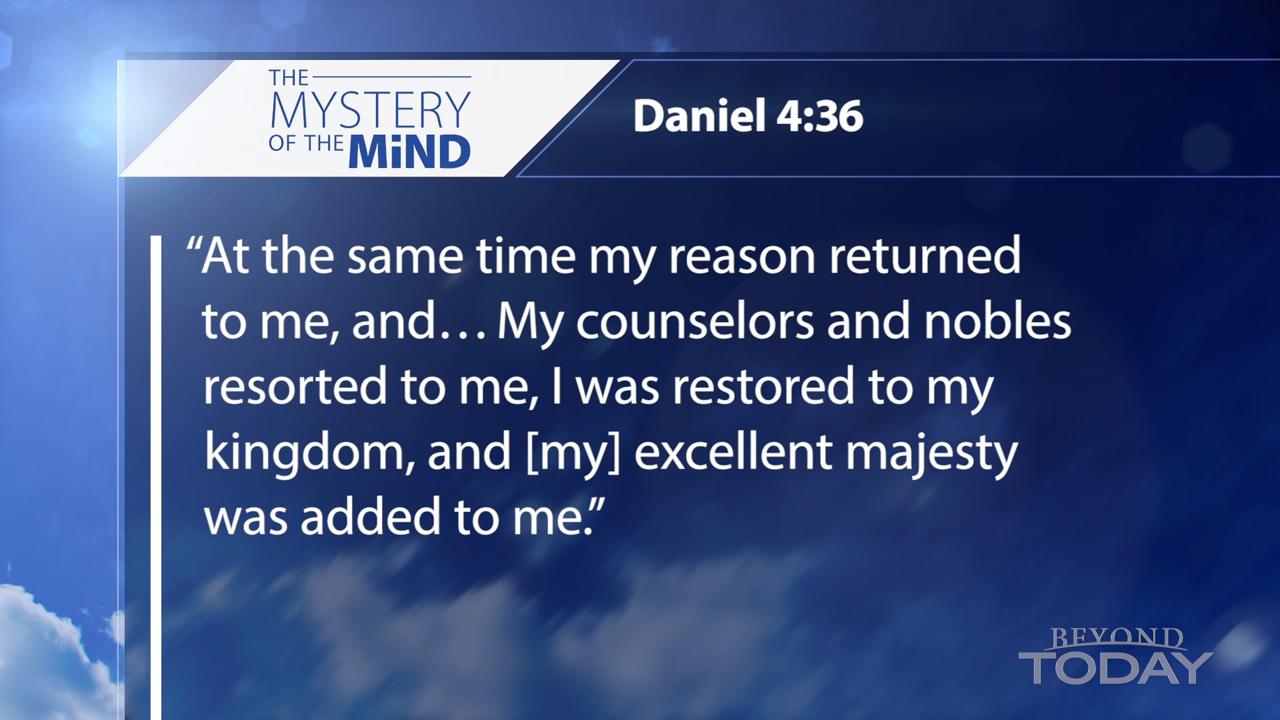 THE
MYSTERY
OF THE MiND
Daniel 4:36
“At the same time my reason returned
to me, and… My counselors and nobles
resorted to me, I was restored to my
kingdom, and [my] excellent majesty
was added to me.”
BEYOND
TODAY